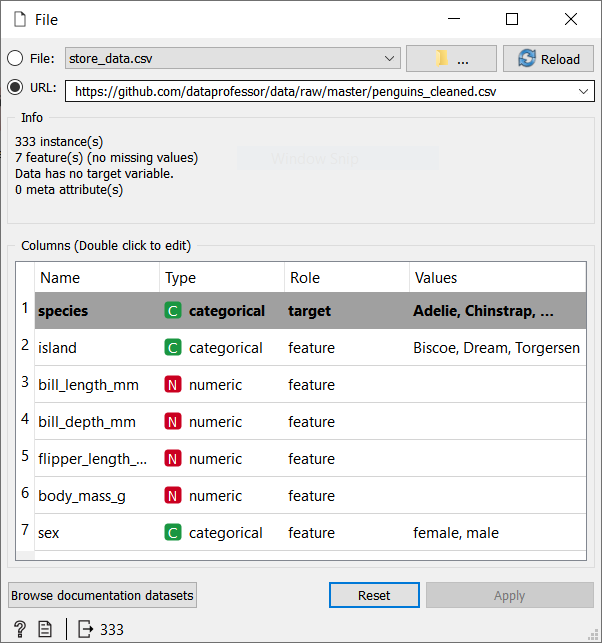 File
File: store_data.csv ... Reload
URL: https://github.com/dataprofessor/data/raw/master/penguins_cleaned.csv
Info
333 instance(s)
7 feature(s) (no missing values)
Data has no target variable.
0 meta attribute(s)
Window Snip
Columns (Double click to edit)
Name Type Role Values
1 species C categorical target Adelie, Chinstrap, ...
2 island C categorical feature Biscoe, Dream, Torgersen
3 bill_length_mm N numeric feature
4 bill_depth_mm N numeric feature
5 flipper_length_... N numeric feature
6 body_mass_g N numeric feature
7 sex C categorical feature female, male
Browse documentation datasets Reset Apply
? 333